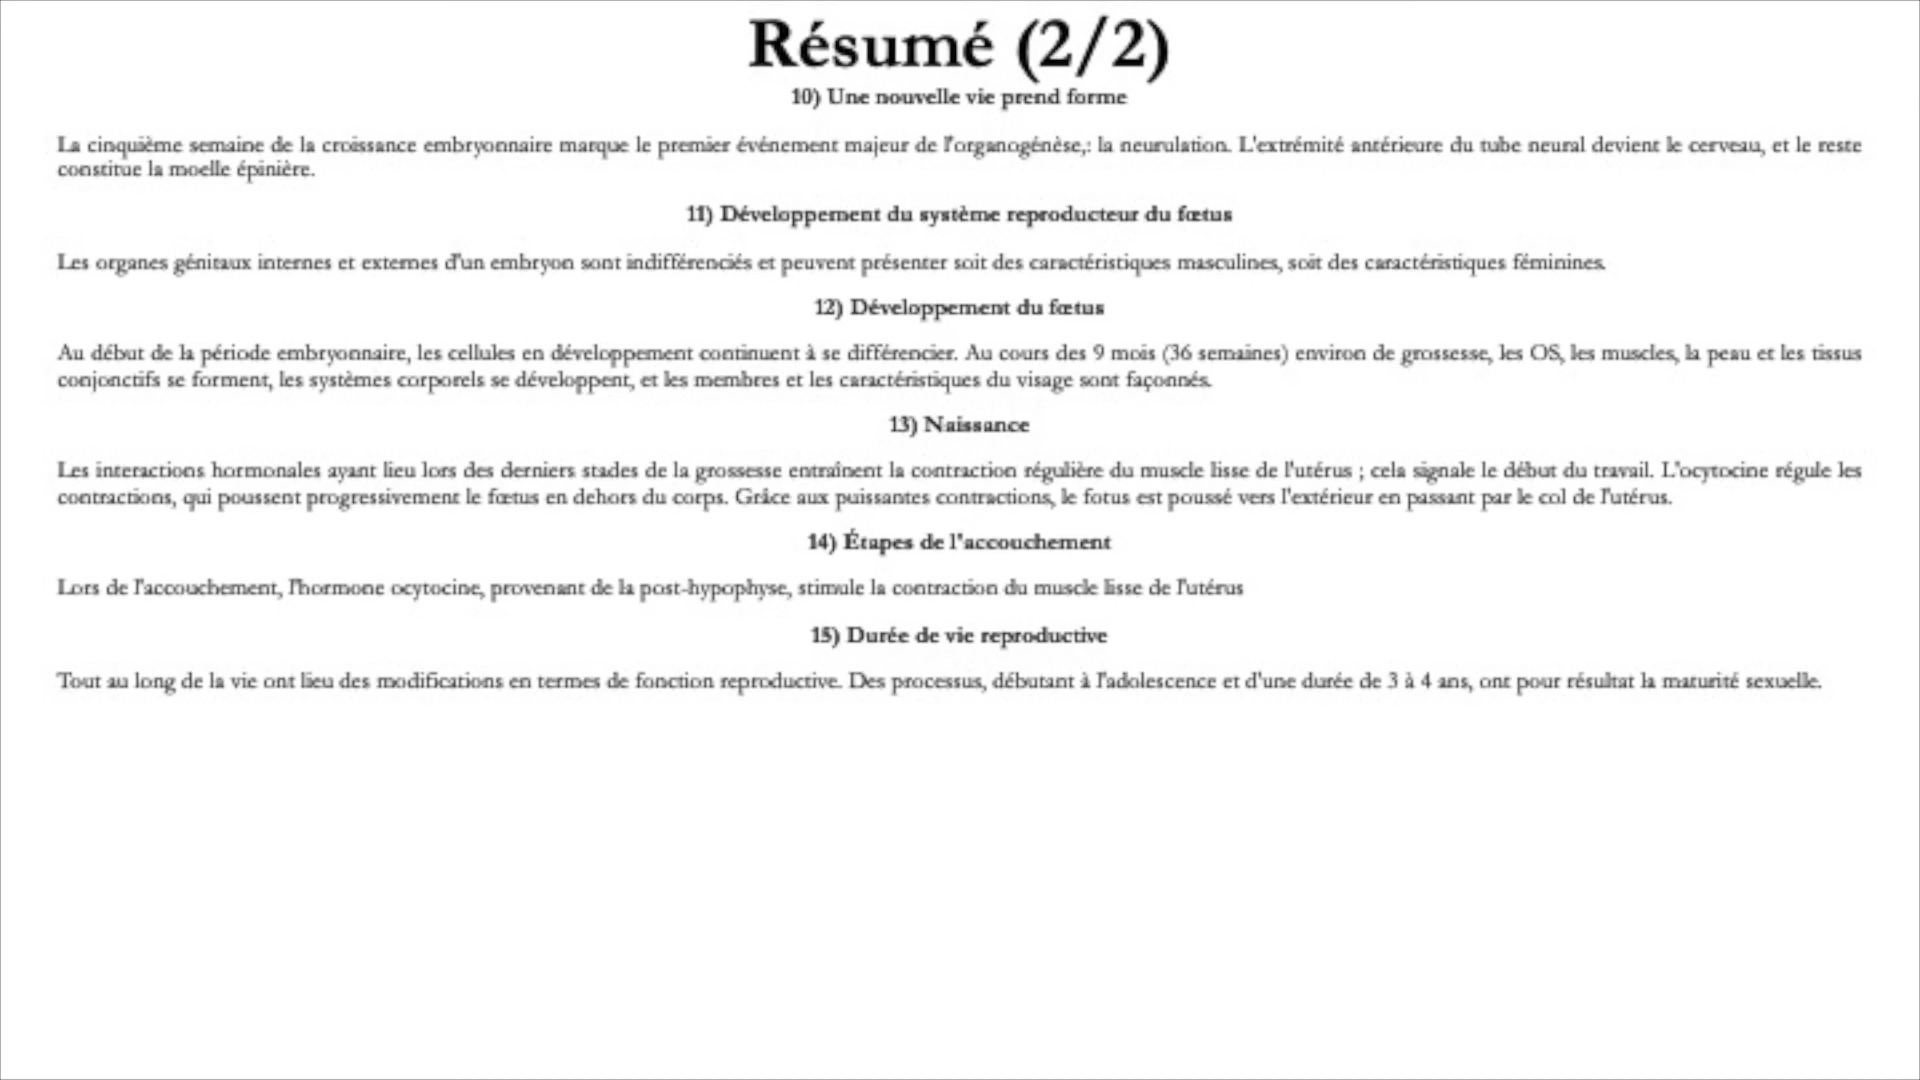 Résumé (2/2)
10) Une nouvelle vie prend forme
La cinquième semaine de la croissance embryonnaire marque le premier événement majeur de l'organogénèse,: la neurulation. L'extrémité antérieure du tube neural devient le cerveau, et le reste
constitue la moelle épinière.
11) Développement du système reproducteur du fœtus
Les organes génitaux internes et externes d'un embryon sont indifférenciés et peuvent présenter soit des caractéristiques masculines, soit des caractéristiques féminines.
12) Développement du fœtus
Au début de la période embryonnaire, les cellules en développement continuent à se différencier. Au cours des 9 mois (36 semaines) environ de grossesse, les OS, les muscles, la peau et les tissus
conjonctifs se forment, les systèmes corporels se développent, et les membres et les caractéristiques du visage sont façonnés.
13) Naissance
Les interactions hormonales ayant lieu lors des derniers stades de la grossesse entraînent la contraction régulière du muscle lisse de l'utérus ; cela signale le début du travail. L'ocytocine régule les
contractions, qui poussent progressivement le fœtus en dehors du corps. Grâce aux puissantes contractions, le fotus est poussé vers l'extérieur en passant par le col de l'utérus.
14) Étapes de l'accouchement
Lors de l'accouchement, l'hormone ocytocine, provenant de la post-hypophyse, stimule la contraction du muscle lisse de l'utérus
15) Durée de vie reproductive
Tout au long de la vie ont lieu des modifications en termes de fonction reproductive. Des processus, débutant à l'adolescence et d'une durée de 3 à 4 ans, ont pour résultat la maturité sexuelle.